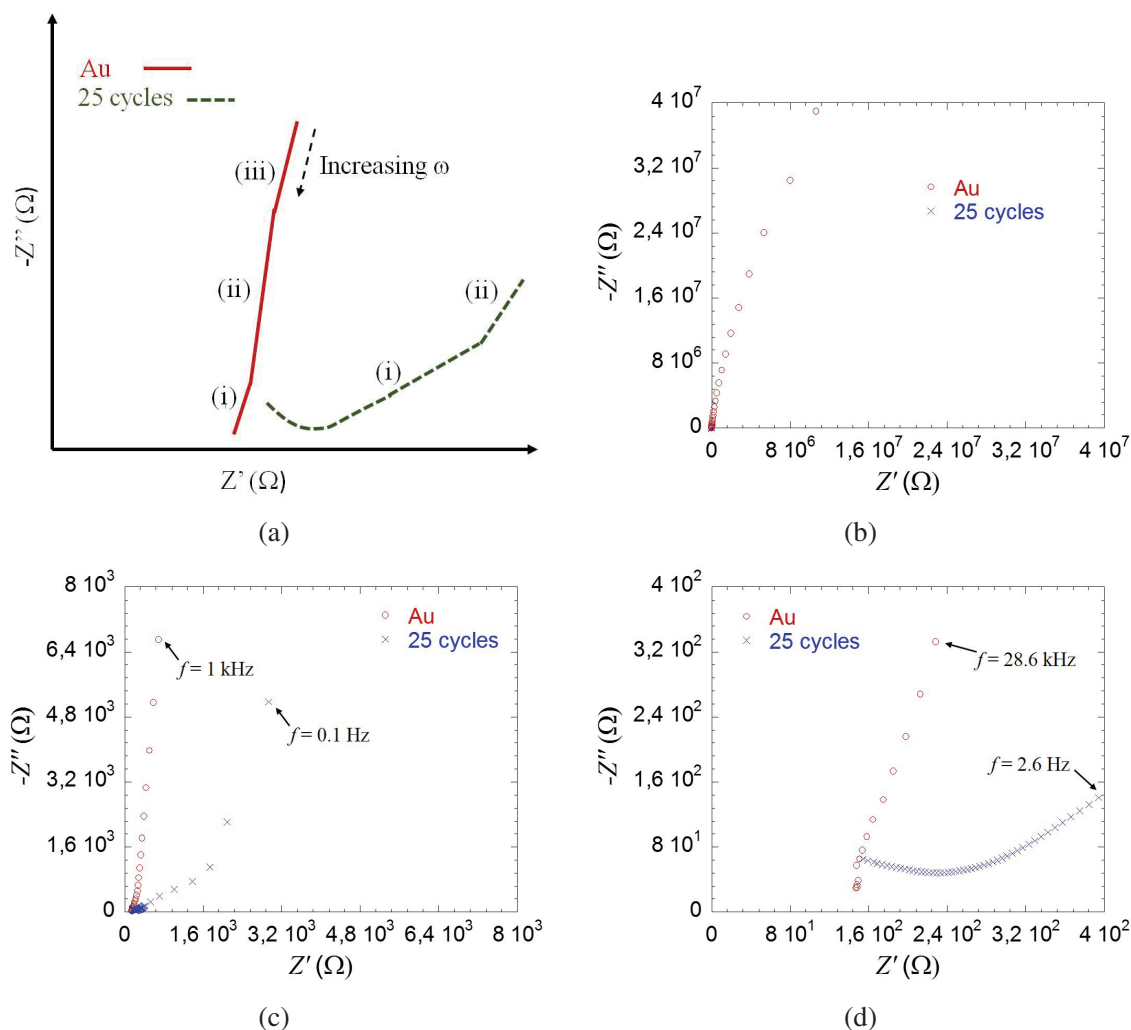 Au
25 cycles
(iii)
Increasing ω
(ii)
(ii)
(i)
(i)
-Z'' (Ω)
Z' (Ω)
(a)
4 10⁷
3,2 10⁷
2,4 10⁷
1,6 10⁷
8 10⁶
0
-Z'' (Ω)
Au
25 cycles
0 8 10⁶ 1,6 10⁷ 2,4 10⁷ 3,2 10⁷ 4 10⁷
Z' (Ω)
(b)
8 10³
6,4 10³
4,8 10³
3,2 10³
1,6 10³
0
-Z'' (Ω)
Au
25 cycles
f = 1 kHz
f = 0.1 Hz
0 1,6 10³ 3,2 10³ 4,8 10³ 6,4 10³ 8 10³
Z' (Ω)
(c)
4 10²
3,2 10²
2,4 10²
1,6 10²
8 10¹
0
-Z'' (Ω)
Au
25 cycles
f = 28.6 kHz
f = 2.6 Hz
0 8 10¹ 1,6 10² 2,4 10² 3,2 10² 4 10²
Z' (Ω)
(d)